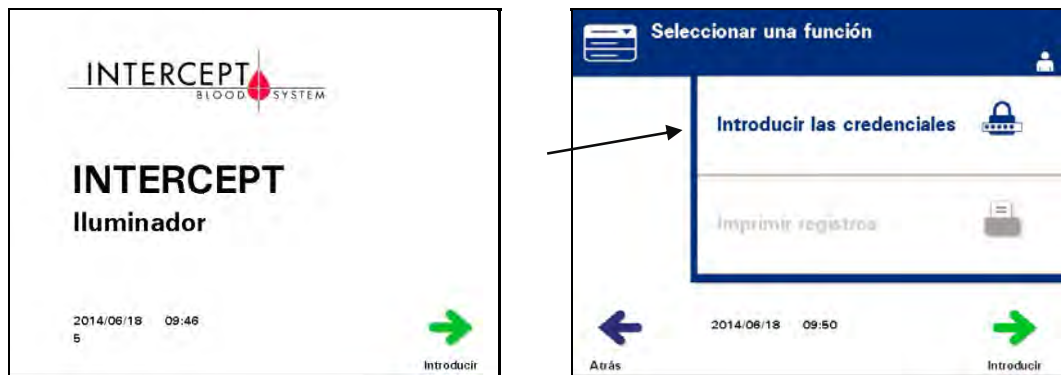 INTERCEPT
BLOOD SYSTEM
INTERCEPT
Iluminador
2014/06/18 09:46
5
Introducir
Seleccionar una función
Introducir las credenciales
Imprimir registros
2014/06/18 09:50
Atrás
Introducir